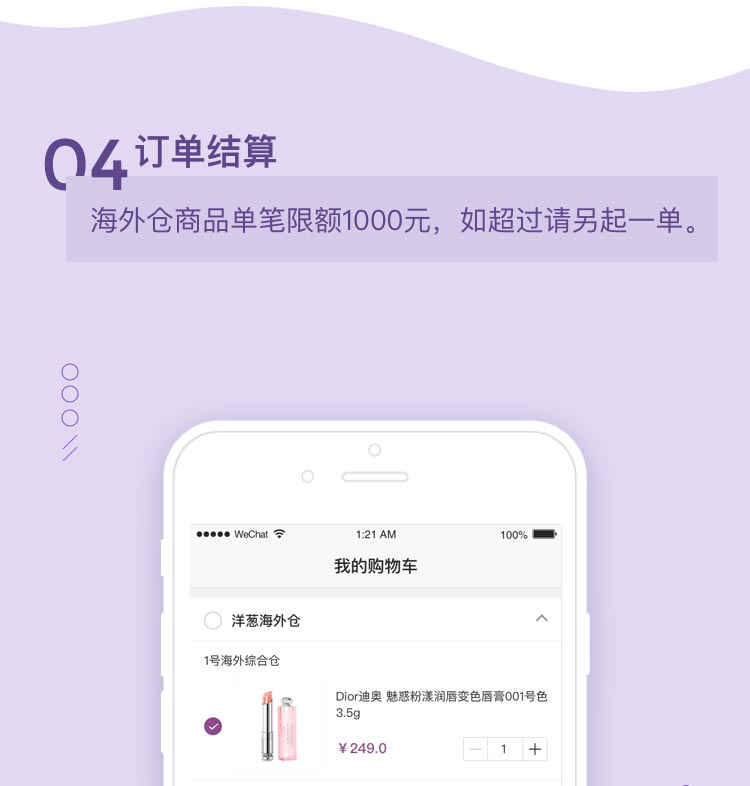 04 订单结算
海外仓商品单笔限额1000元，如超过请另起一单。
WeChat 1:21 AM 100%
我的购物车
洋葱海外仓
1号海外综合仓
Dior迪奥 魅惑粉漾润唇变色唇膏001号色
3.5g
¥249.0 1